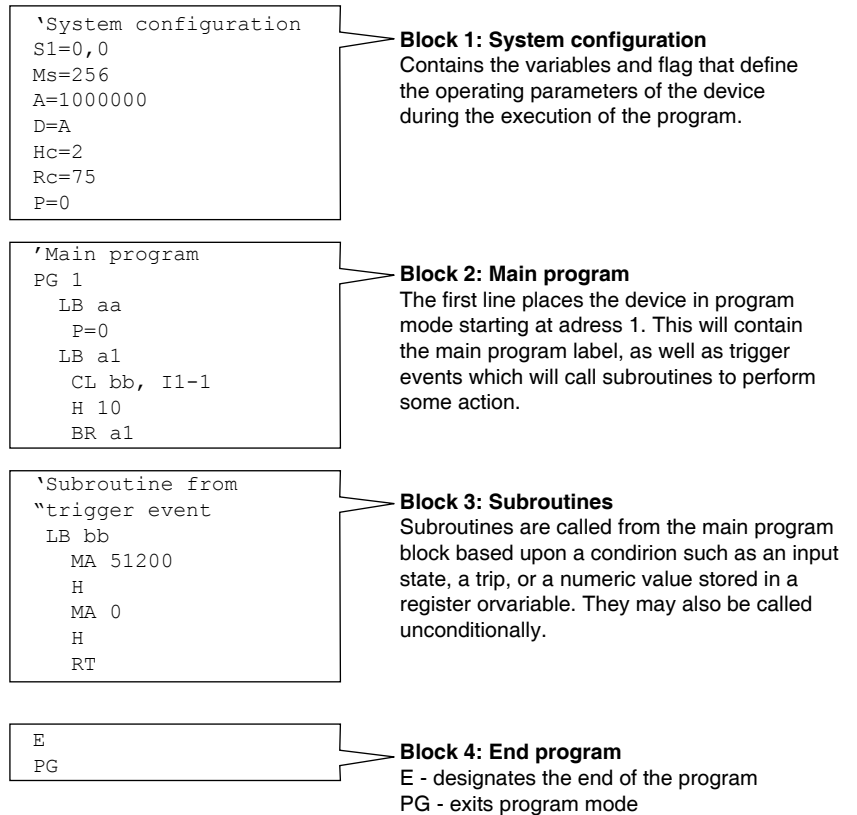 ‘System configuration
S1=0,0
Ms=256
A=1000000
D=A
Hc=2
Rc=75
P=0
Block 1: System configuration
Contains the variables and flag that define
the operating parameters of the device
during the execution of the program.
’Main program
PG 1
LB aa
P=0
LB a1
CL bb, I1-1
H 10
BR a1
Block 2: Main program
The first line places the device in program
mode starting at adress 1. This will contain
the main program label, as well as trigger
events which will call subroutines to perform
some action.
‘Subroutine from
“trigger event
LB bb
MA 51200
H
MA 0
H
RT
Block 3: Subroutines
Subroutines are called from the main program
block based upon a condirion such as an input
state, a trip, or a numeric value stored in a
register orvariable. They may also be called
unconditionally.
E
PG
Block 4: End program
E - designates the end of the program
PG - exits program mode